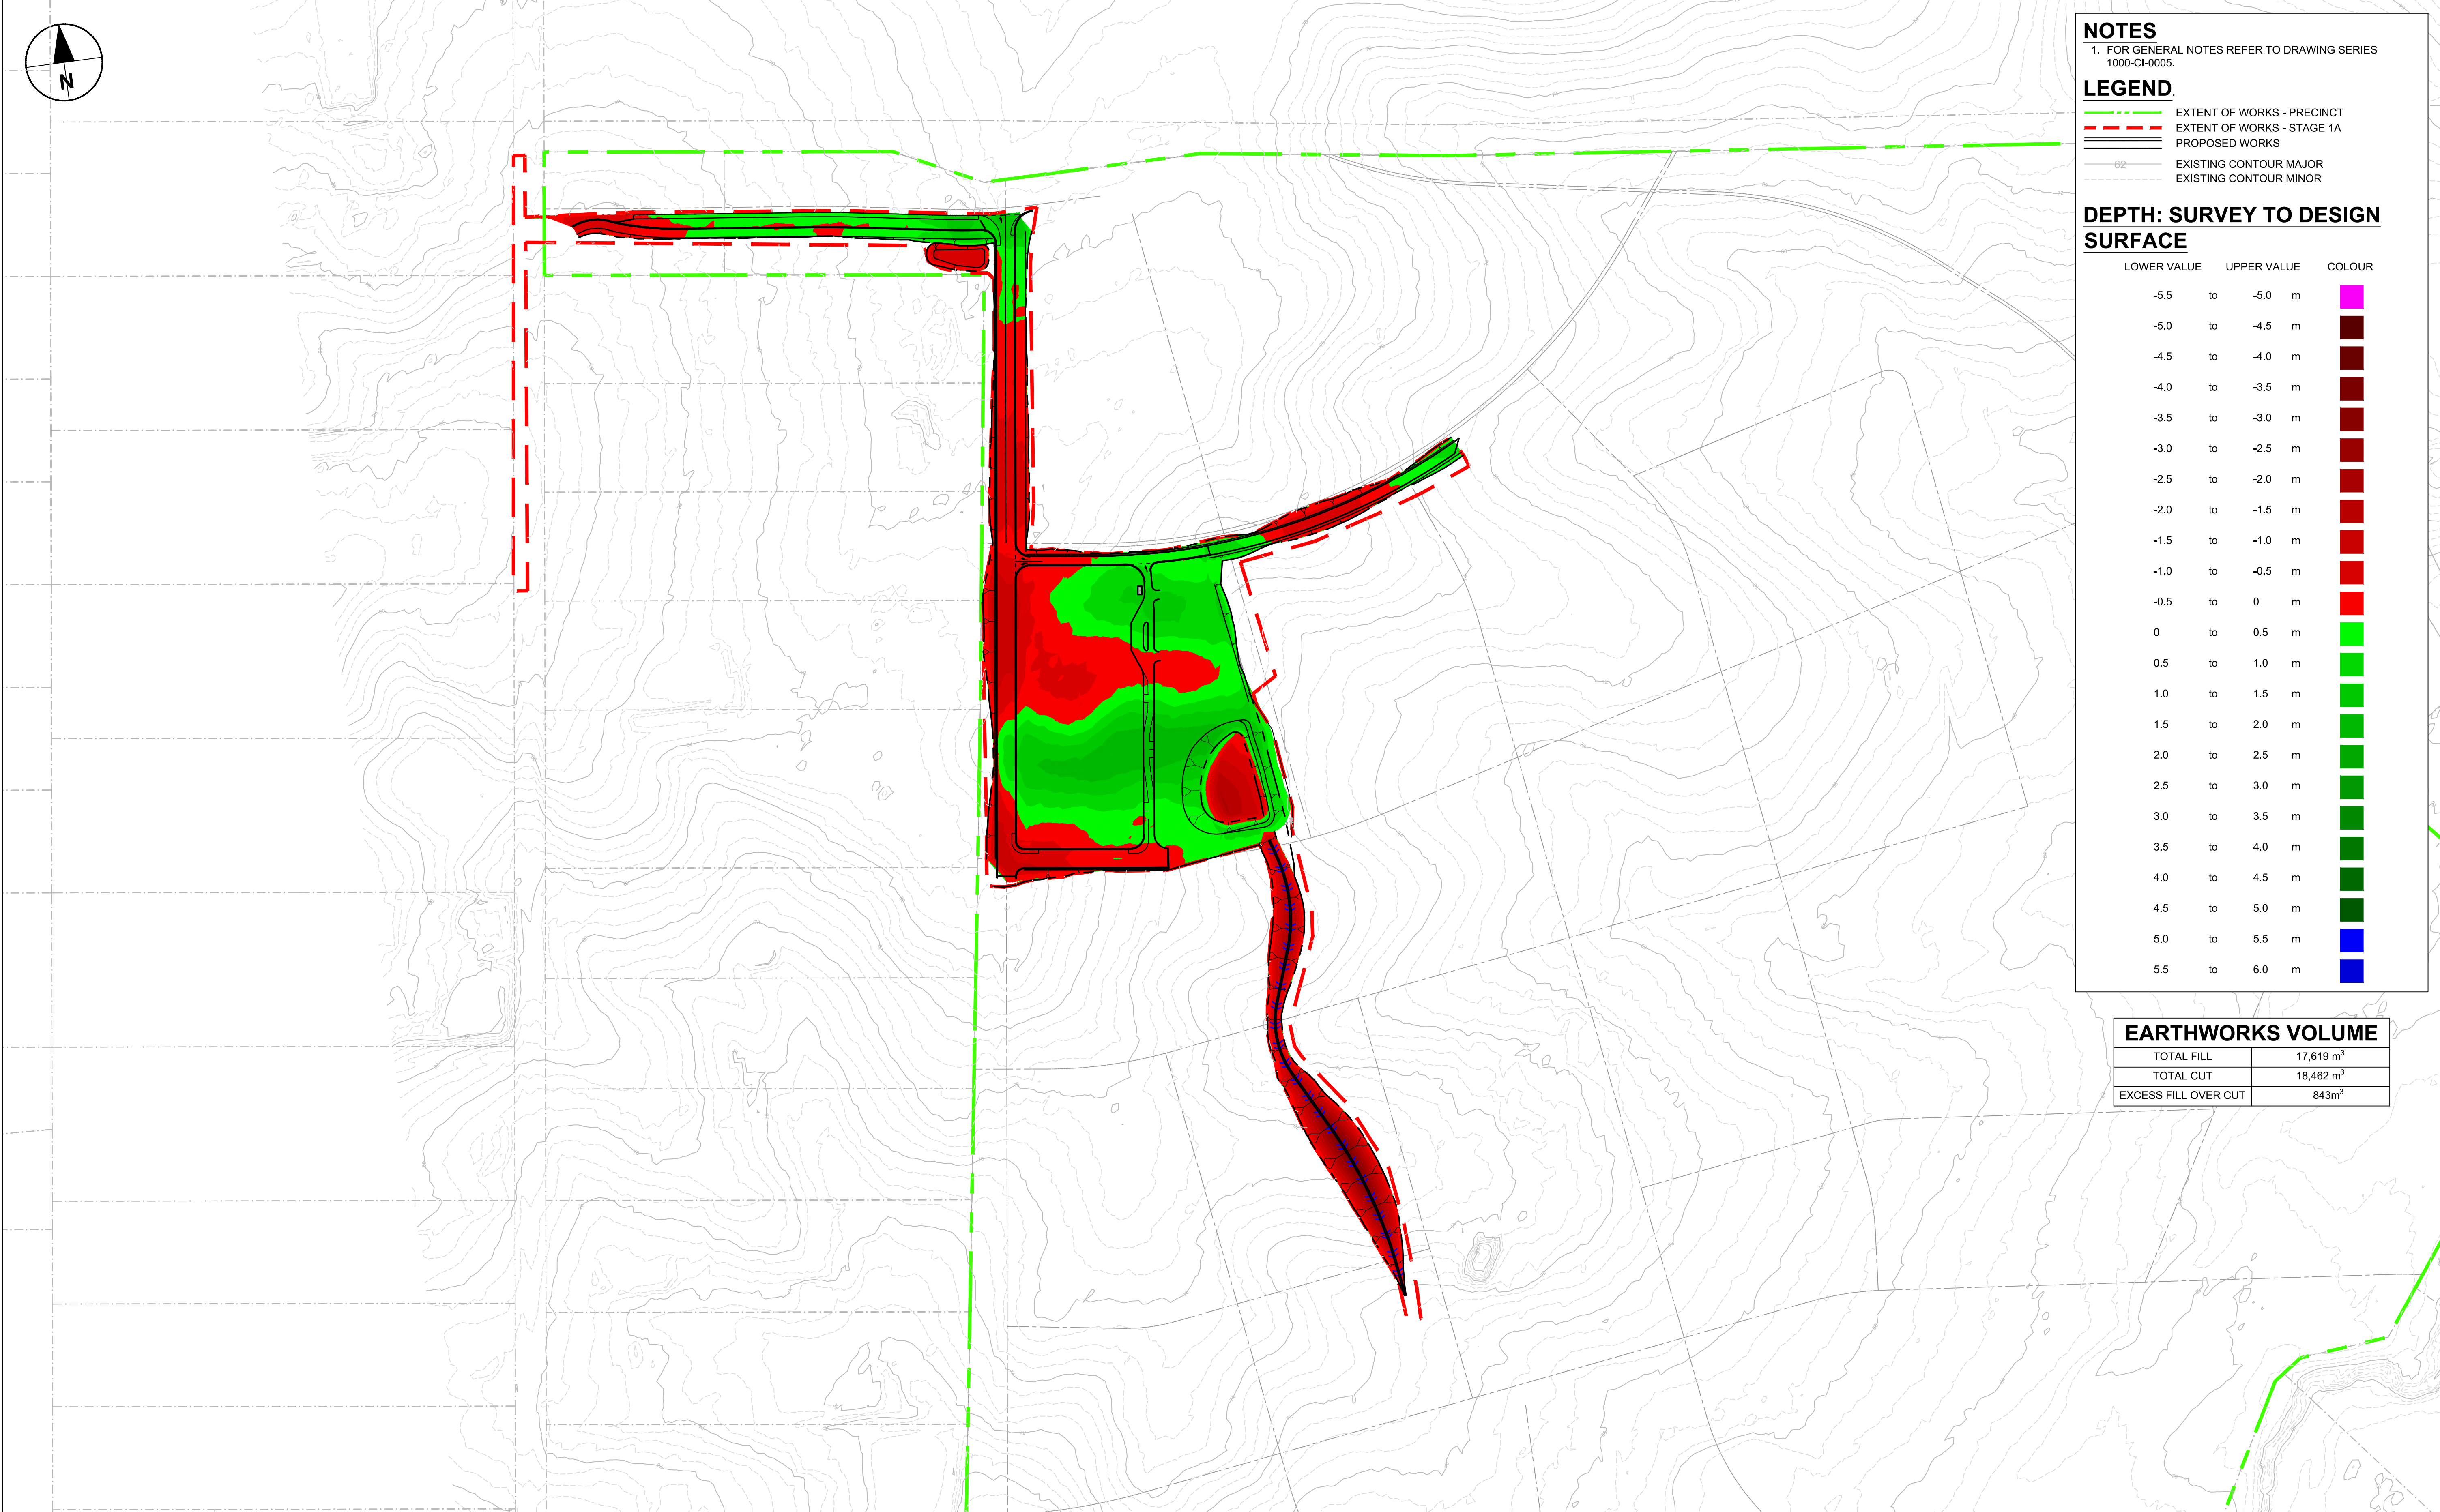 N
NOTES
1. FOR GENERAL NOTES REFER TO DRAWING SERIES
1000-CI-0005.
LEGEND
EXTENT OF WORKS - PRECINCT
EXTENT OF WORKS - STAGE 1A
PROPOSED WORKS
62 EXISTING CONTOUR MAJOR
EXISTING CONTOUR MINOR
DEPTH: SURVEY TO DESIGN
SURFACE
LOWER VALUE UPPER VALUE COLOUR
-5.5 to -5.0 m
-5.0 to -4.5 m
-4.5 to -4.0 m
-4.0 to -3.5 m
-3.5 to -3.0 m
-3.0 to -2.5 m
-2.5 to -2.0 m
-2.0 to -1.5 m
-1.5 to -1.0 m
-1.0 to -0.5 m
-0.5 to 0 m
0 to 0.5 m
0.5 to 1.0 m
1.0 to 1.5 m
1.5 to 2.0 m
2.0 to 2.5 m
2.5 to 3.0 m
3.0 to 3.5 m
3.5 to 4.0 m
4.0 to 4.5 m
4.5 to 5.0 m
5.0 to 5.5 m
5.5 to 6.0 m
EARTHWORKS VOLUME
TOTAL FILL 17,619 m³
TOTAL CUT 18,462 m³
EXCESS FILL OVER CUT 843m³